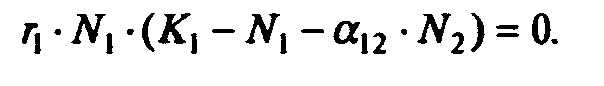 r₁ · N₁ · (K₁ − N₁ − α₁₂ · N₂) = 0.